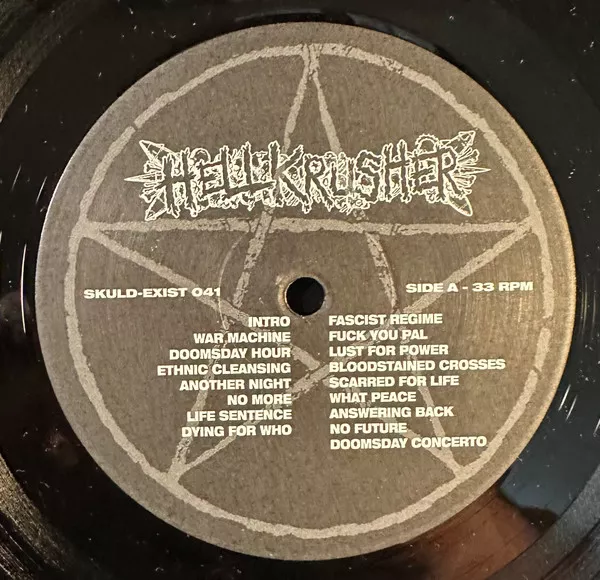 HELLKRUSHER
SKULD-EXIST 041
SIDE A - 33 RPM
INTRO
WAR MACHINE
DOOMSDAY HOUR
ETHNIC CLEANSING
ANOTHER NIGHT
NO MORE
LIFE SENTENCE
DYING FOR WHO
FASCIST REGIME
FUCK YOU PAL
LUST FOR POWER
BLOODSTAINED CROSSES
SCARRED FOR LIFE
WHAT PEACE
ANSWERING BACK
NO FUTURE
DOOMSDAY CONCERTO